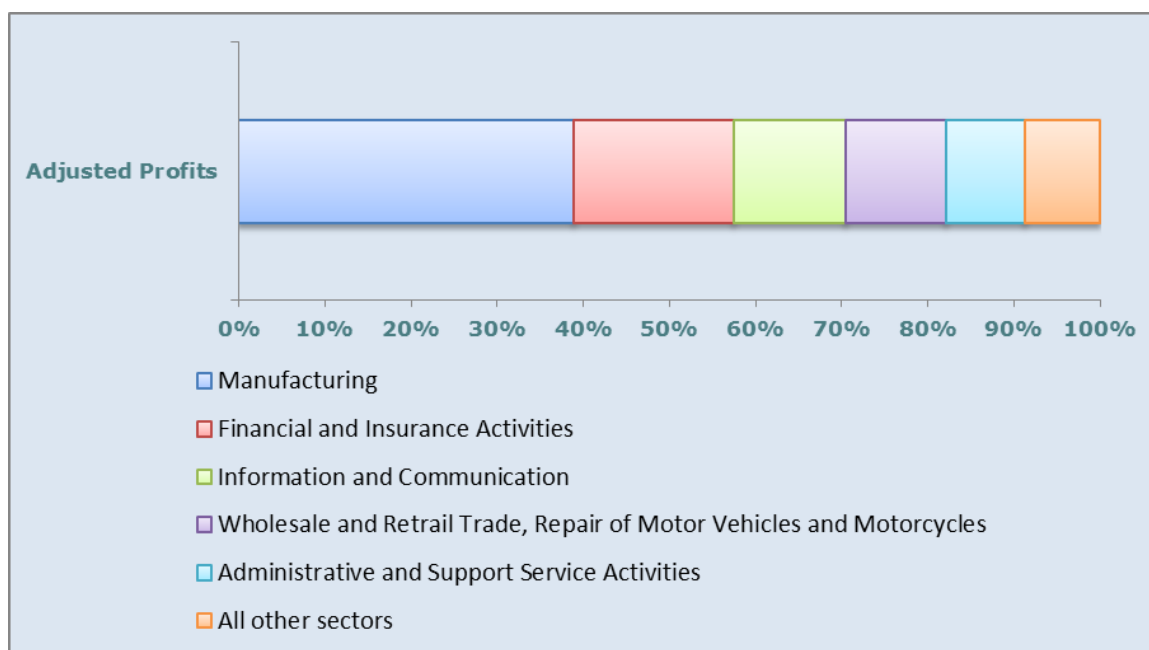 Adjusted Profits
0% 10% 20% 30% 40% 50% 60% 70% 80% 90% 100%
Manufacturing
Financial and Insurance Activities
Information and Communication
Wholesale and Retrail Trade, Repair of Motor Vehicles and Motorcycles
Administrative and Support Service Activities
All other sectors